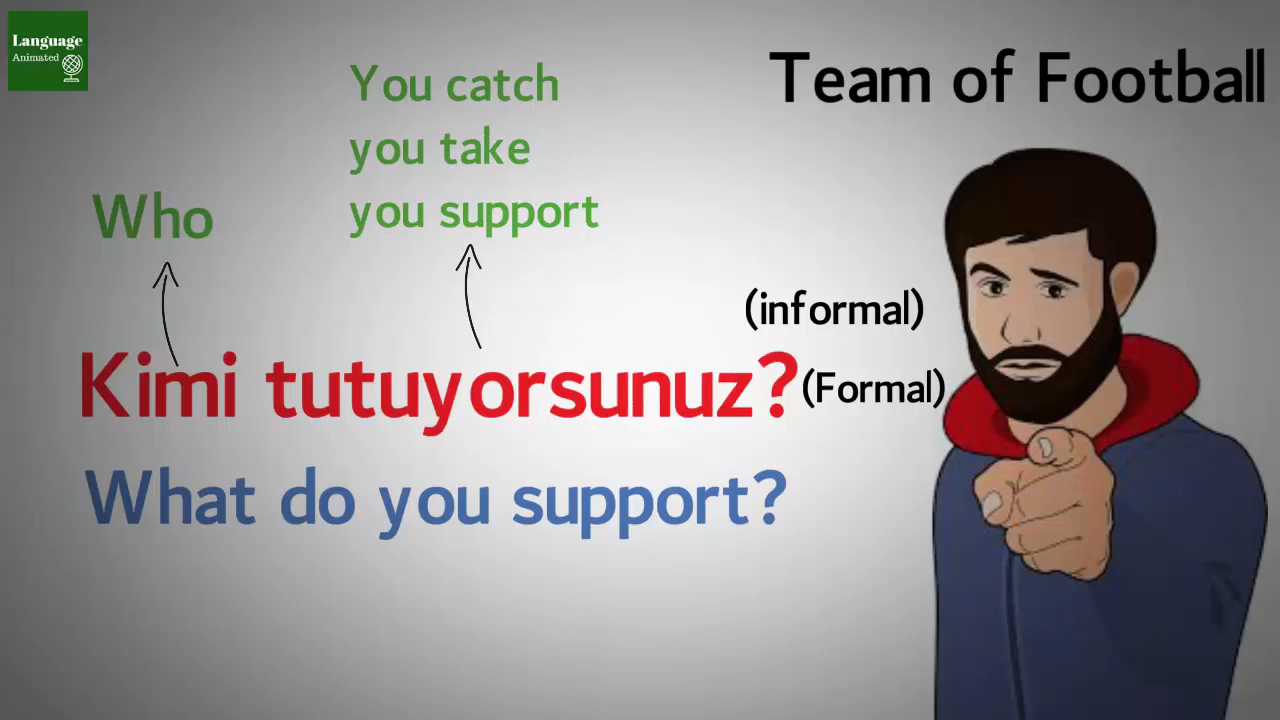 Language
Animated
Team of Football
You catch
you take
you support
Who
(informal)
Kimi tutuyorsunuz?
(Formal)
What do you support?